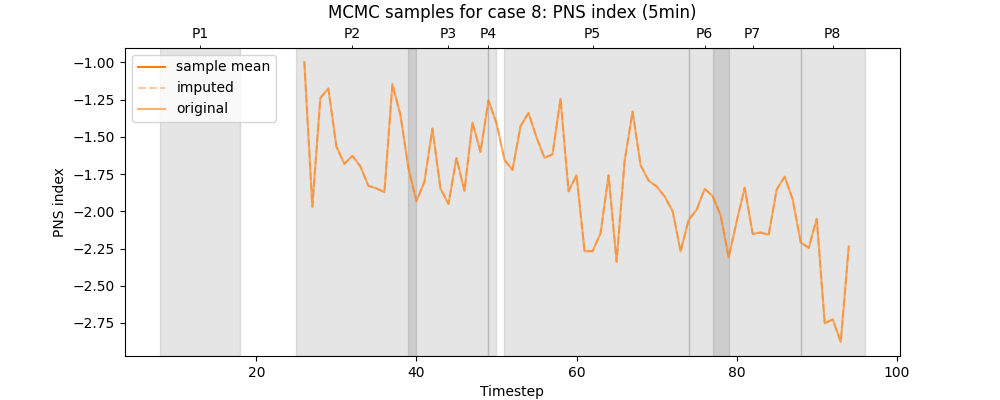 MCMC samples for case 8: PNS index (5min)
P1 P2 P3 P4 P5 P6 P7 P8
sample mean
imputed
original
−1.00
−1.25
−1.50
−1.75
−2.00
−2.25
−2.50
−2.75
PNS index
20 40 60 80 100
Timestep